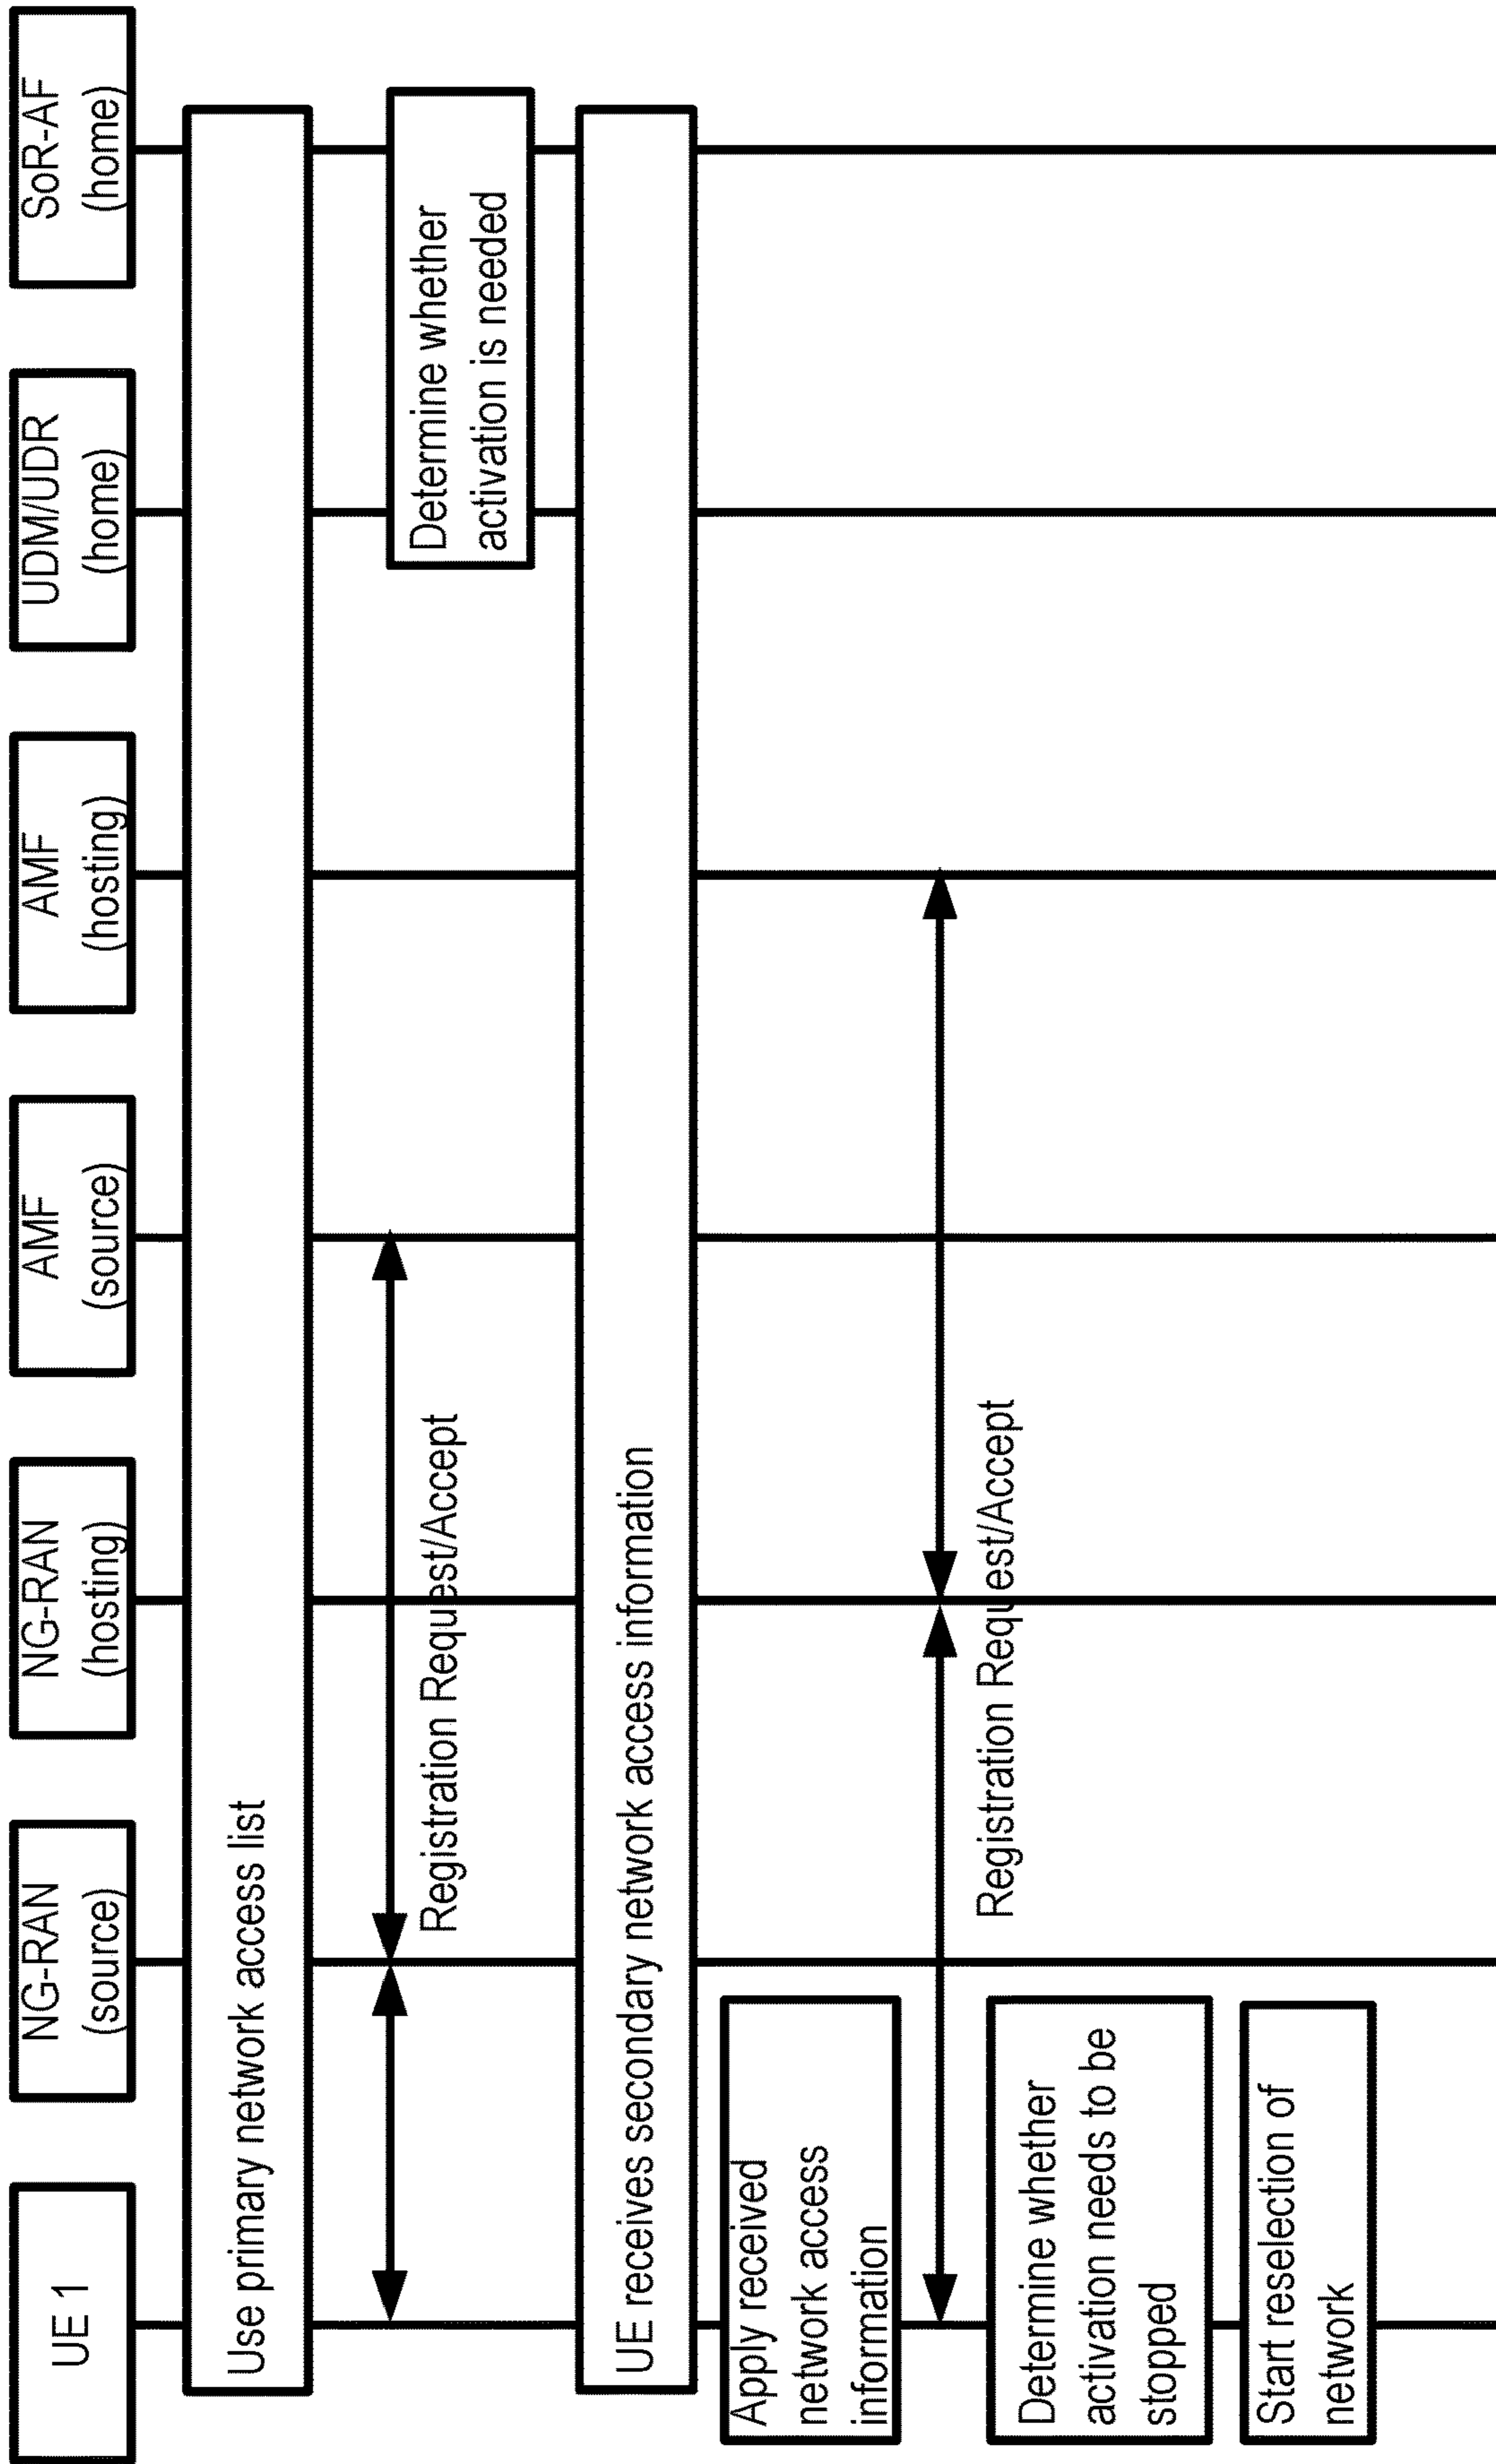 UE 1
NG-RAN
(source)
NG-RAN
(hosting)
AMF
(source)
AMF
(hosting)
UDM/UDR
(home)
SoR-AF
(home)
Use primary network access list
Registration Request/Accept
Determine whether
activation is needed
UE receives secondary network access information
Apply received
network access
information
Registration Request/Accept
Determine whether
activation needs to be
stopped
Start reselection of
network